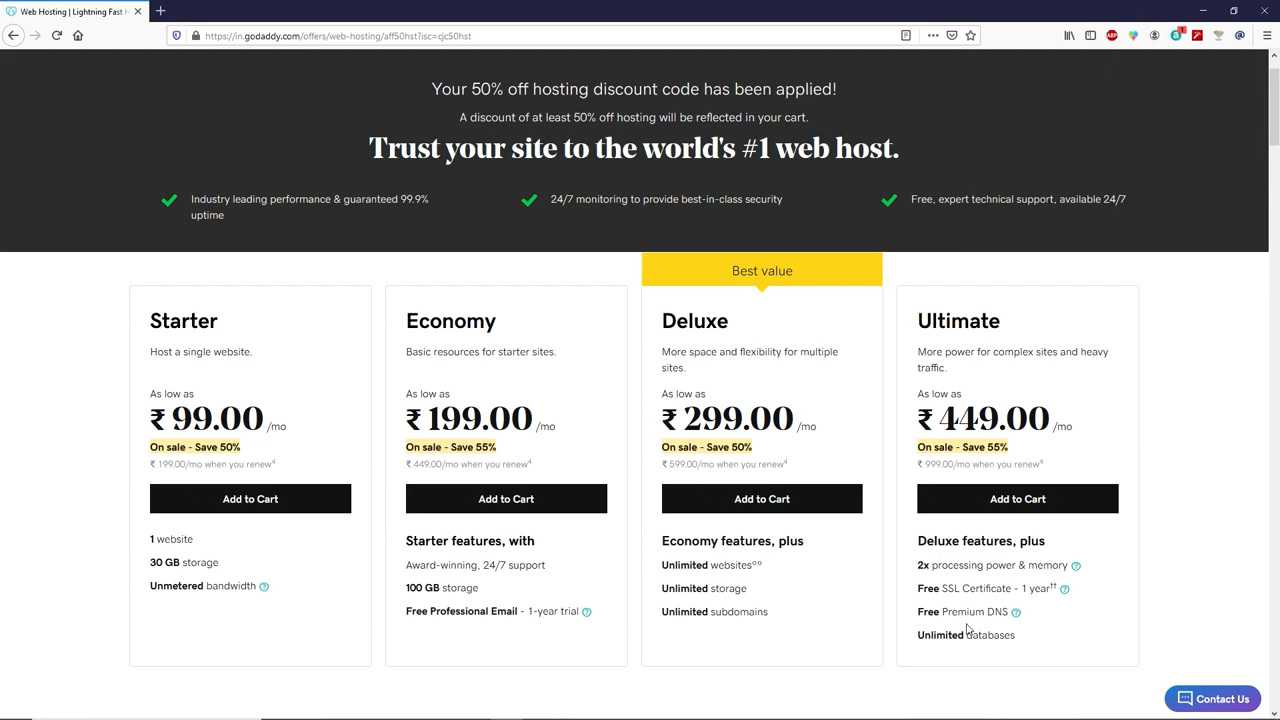 Web Hosting | Lightning Fast H
https://in.godaddy.com/offers/web-hosting/aff50hst?isc=cjc50hst
ABP
1
Your 50% off hosting discount code has been applied!
A discount of at least 50% off hosting will be reflected in your cart.
Trust your site to the world's #1 web host.
Industry leading performance & guaranteed 99.9%
uptime
24/7 monitoring to provide best-in-class security
Free, expert technical support, available 24/7
Best value
Starter
Host a single website.
As low as
₹ 99.00 /mo
On sale - Save 50%
₹ 199.00/mo when you renew4
Add to Cart
1 website
30 GB storage
Unmetered bandwidth ?
Economy
Basic resources for starter sites.
As low as
₹ 199.00 /mo
On sale - Save 55%
₹ 449.00/mo when you renew4
Add to Cart
Starter features, with
Award-winning, 24/7 support
100 GB storage
Free Professional Email - 1-year trial ?
Deluxe
More space and flexibility for multiple
sites.
As low as
₹ 299.00 /mo
On sale - Save 50%
₹ 599.00/mo when you renew4
Add to Cart
Economy features, plus
Unlimited websites∞
Unlimited storage
Unlimited subdomains
Ultimate
More power for complex sites and heavy
traffic.
As low as
₹ 449.00 /mo
On sale - Save 55%
₹ 999.00/mo when you renew4
Add to Cart
Deluxe features, plus
2x processing power & memory ?
Free SSL Certificate - 1 year†† ?
Free Premium DNS ?
Unlimited databases
Contact Us